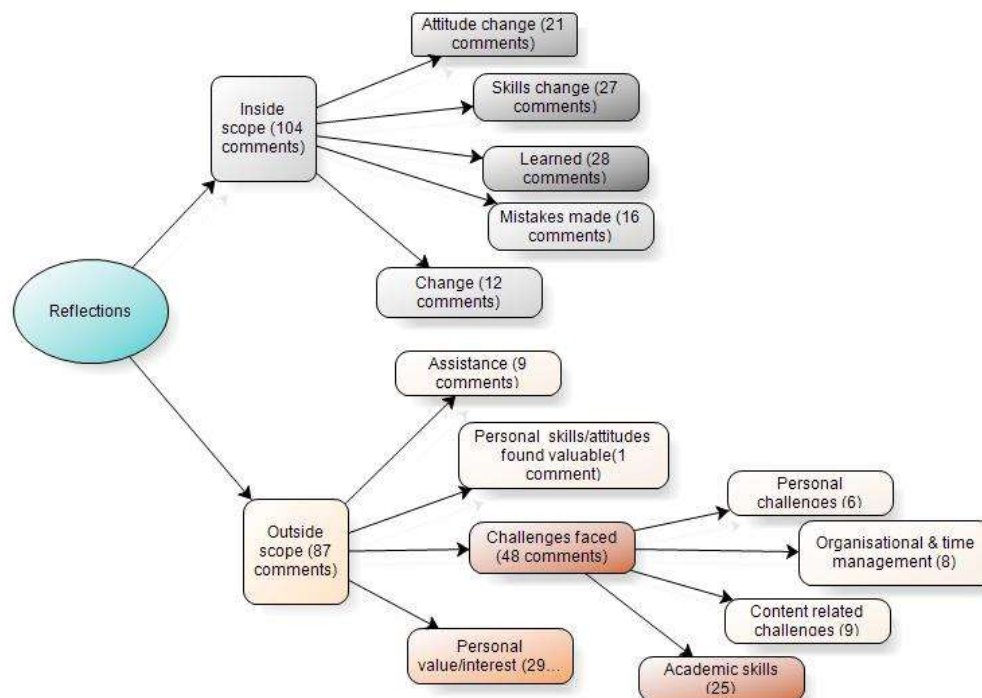 Attitude change (21
comments)
Inside
scope (104
comments)
Skills change (27
comments)
Learned (28
comments)
Mistakes made (16
comments)
Change (12
comments)
Reflections
Assistance (9
comments)
Personal skills/attitudes
found valuable(1
comment)
Outside
scope (87
comments)
Challenges faced
(48 comments)
Personal
challenges (6)
Organisational & time
management (8)
Content related
challenges (9)
Academic skills
(25)
Personal
value/interest (29...